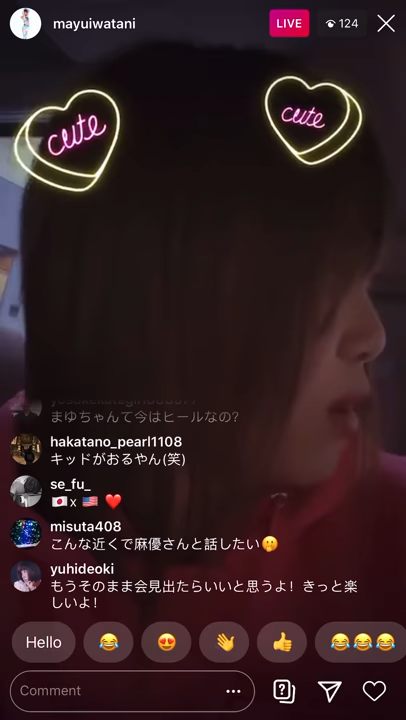 mayuiwatani
LIVE
124
cute
cute
まゆちゃんて今はヒールなの?
hakatano_pearl1108
キッドがおるやん(笑)
se_fu_
🇯🇵x 🇺🇸 ❤️
misuta408
こんな近くで麻優さんと話したい🤭
yuhideoki
もうそのまま会見出たらいいと思うよ！きっと楽
しいよ！
Hello 😂 😍 👋 👍 😂😂😂
Comment